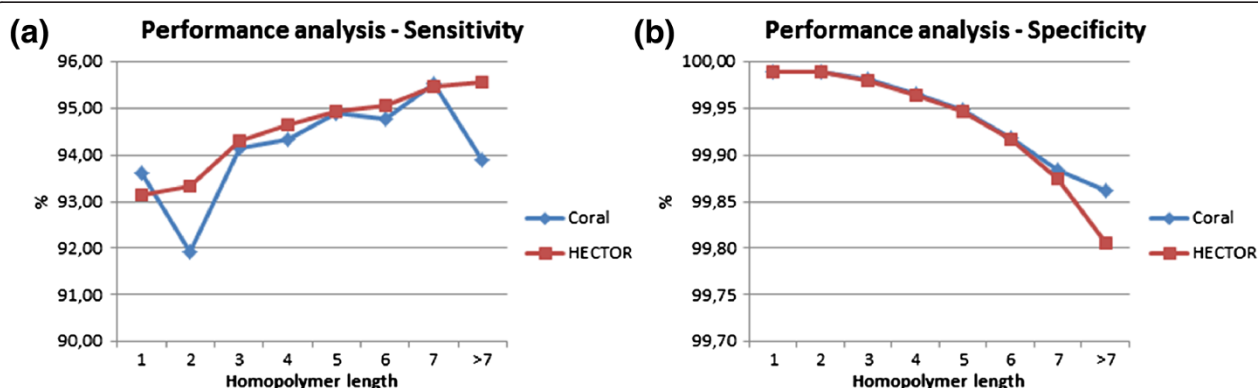 (a)
Performance analysis - Sensitivity
96,00
95,00
94,00
93,00
92,00
91,00
90,00
%
1 2 3 4 5 6 7 >7
Homopolymer length
Coral
HECTOR
(b)
Performance analysis - Specificity
100,00
99,95
99,90
99,85
99,80
99,75
99,70
%
1 2 3 4 5 6 7 >7
Homopolymer length
Coral
HECTOR